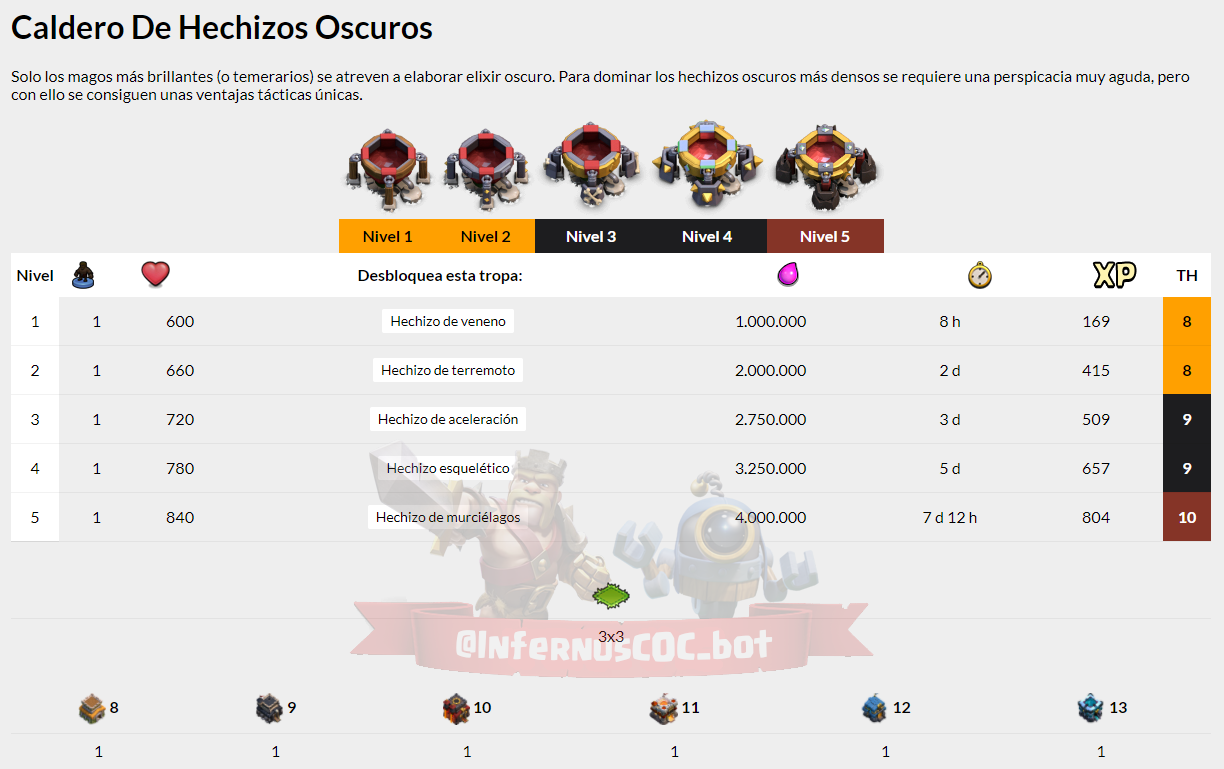 Caldero De Hechizos Oscuros
Solo los magos más brillantes (o temerarios) se atreven a elaborar elixir oscuro. Para dominar los hechizos oscuros más densos se requiere una perspicacia muy aguda, pero
con ello se consiguen unas ventajas tácticas únicas.
Nivel 1 Nivel 2 Nivel 3 Nivel 4 Nivel 5
Nivel Desbloquea esta tropa: XP TH
1 1 600 Hechizo de veneno 1.000.000 8 h 169 8
2 1 660 Hechizo de terremoto 2.000.000 2 d 415 8
3 1 720 Hechizo de aceleración 2.750.000 3 d 509 9
4 1 780 Hechizo esquelético 3.250.000 5 d 657 9
5 1 840 Hechizo de murciélagos 4.000.000 7 d 12 h 804 10
3x3
@InfernusCOC_bot
8 9 10 11 12 13
1 1 1 1 1 1